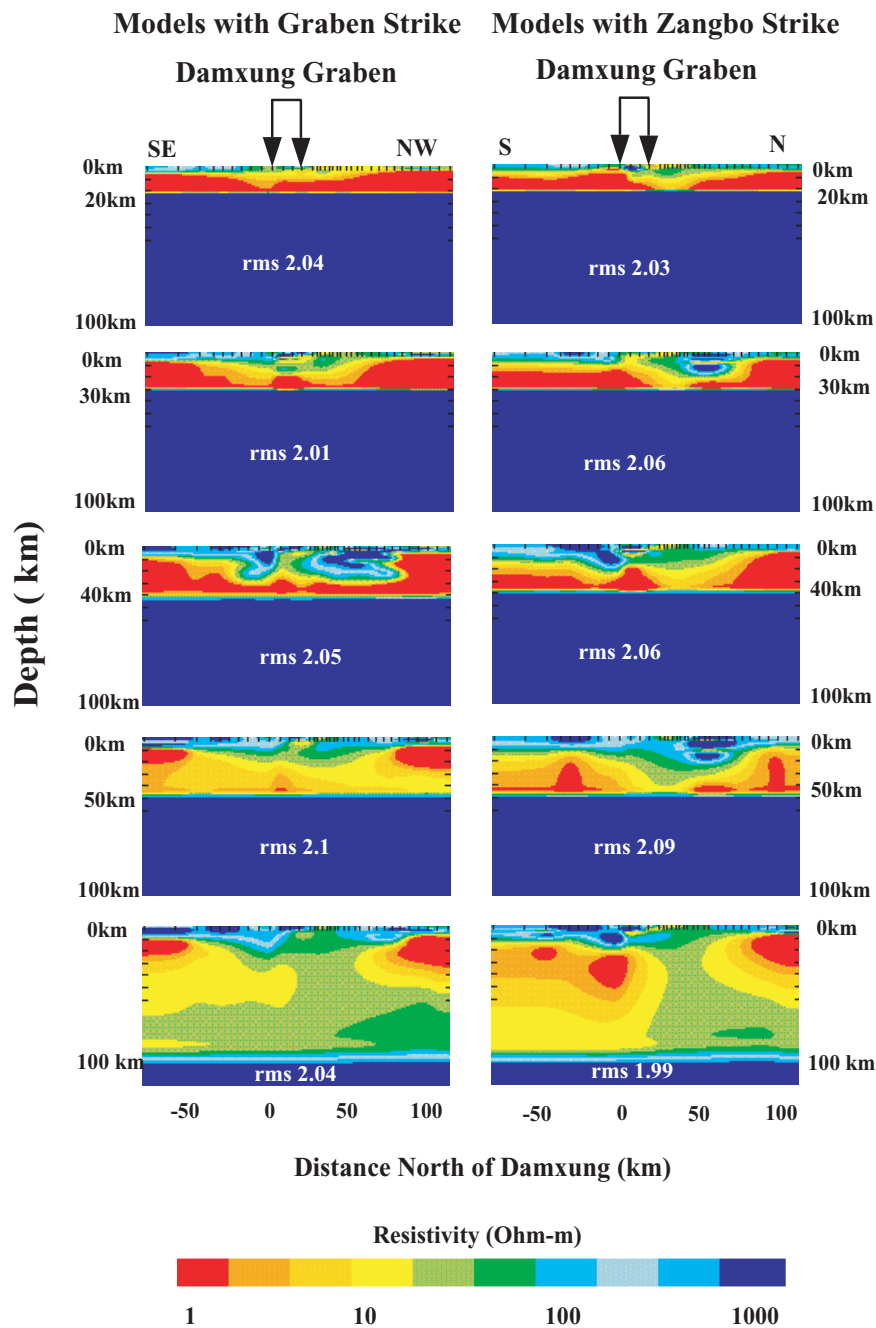 Models with Graben Strike Models with Zangbo Strike
Damxung Graben Damxung Graben
SE NW S N
0km 0km
20km 20km
rms 2.04 rms 2.03
100km 100km
0km 0km
30km 30km
rms 2.01 rms 2.06
100km 100km
0km 0km
40km 40km
rms 2.05 rms 2.06
100km 100km
0km 0km
50km 50km
rms 2.1 rms 2.09
100km 100km
0km 0km
100 km 100 km
rms 2.04 rms 1.99
Depth ( km)
-50 0 50 100 -50 0 50 100
Distance North of Damxung (km)
Resistivity (Ohm-m)
1 10 100 1000